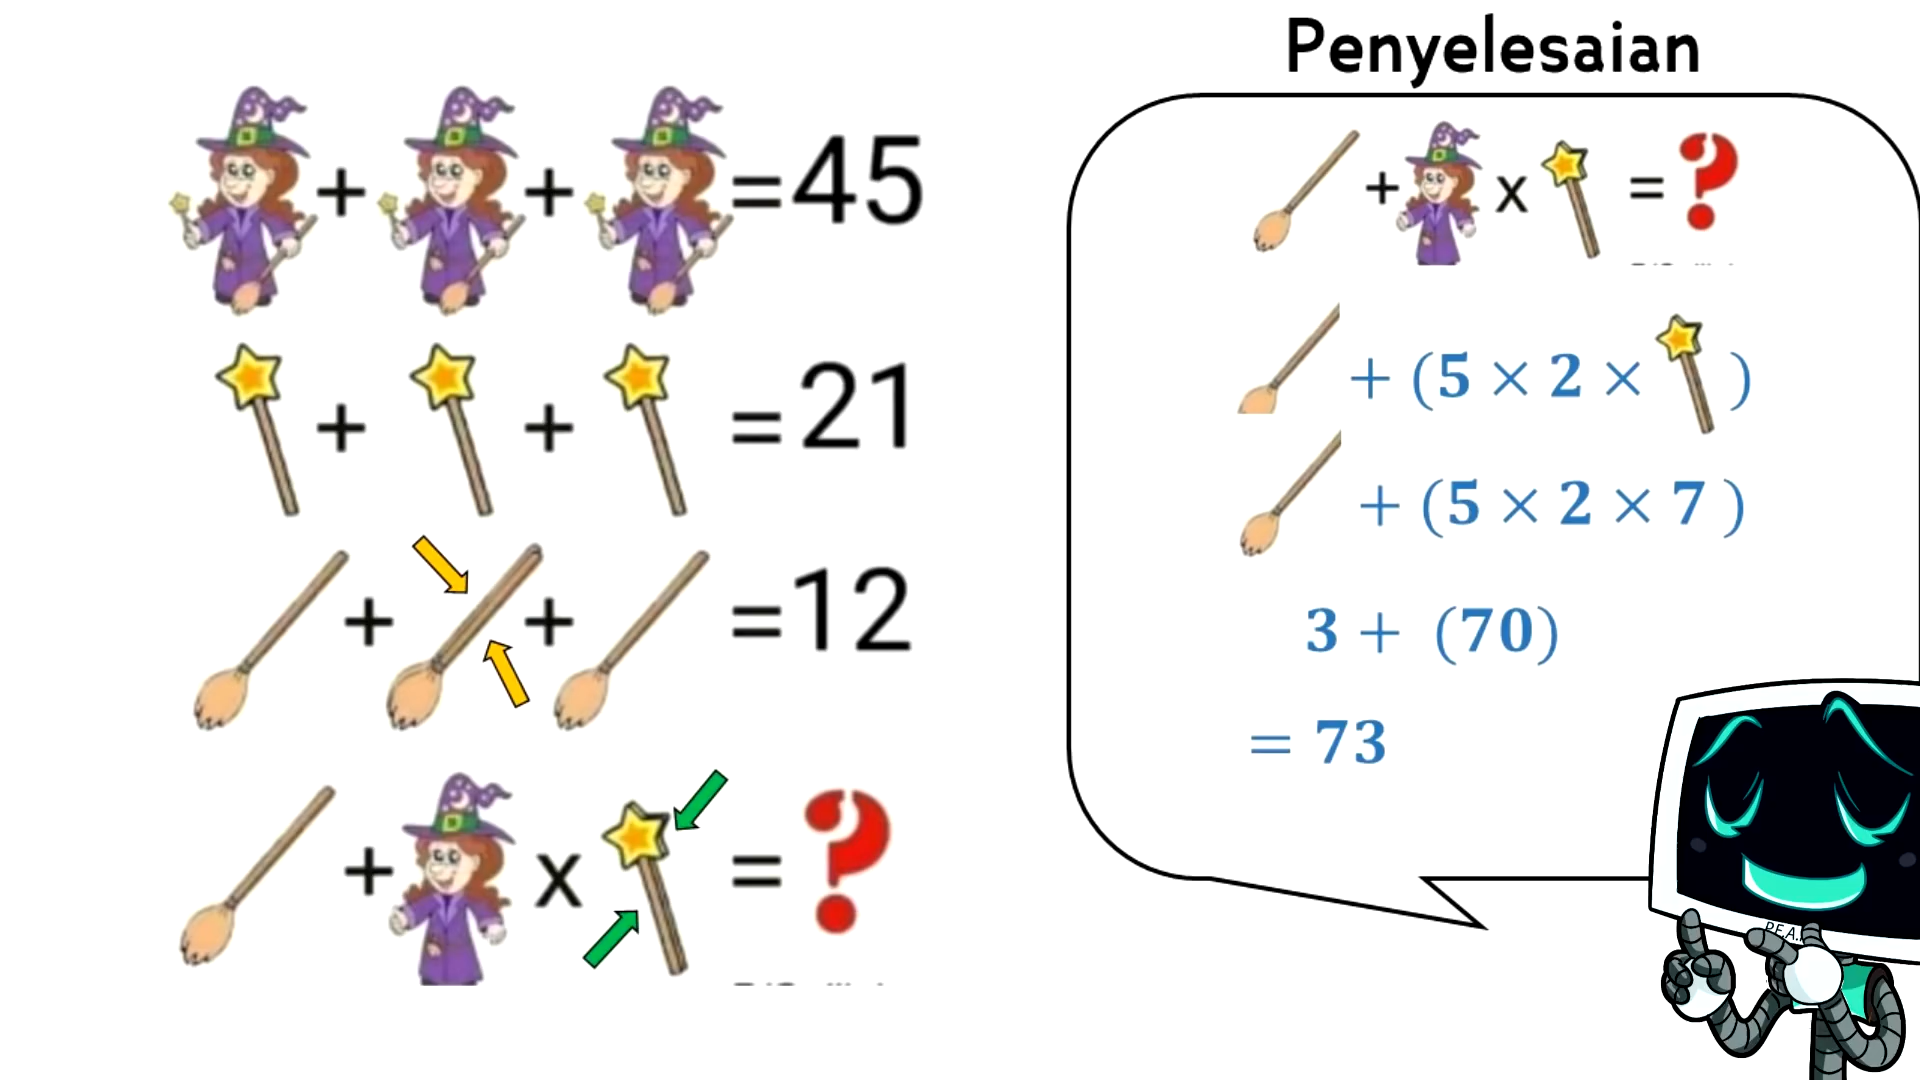 Penyelesaian
+ + =45
+ + =21
+ + =12
+ x =?
+ x =?
+ (5 × 2 × )
+ (5 × 2 × 7 )
3 + (70)
= 73